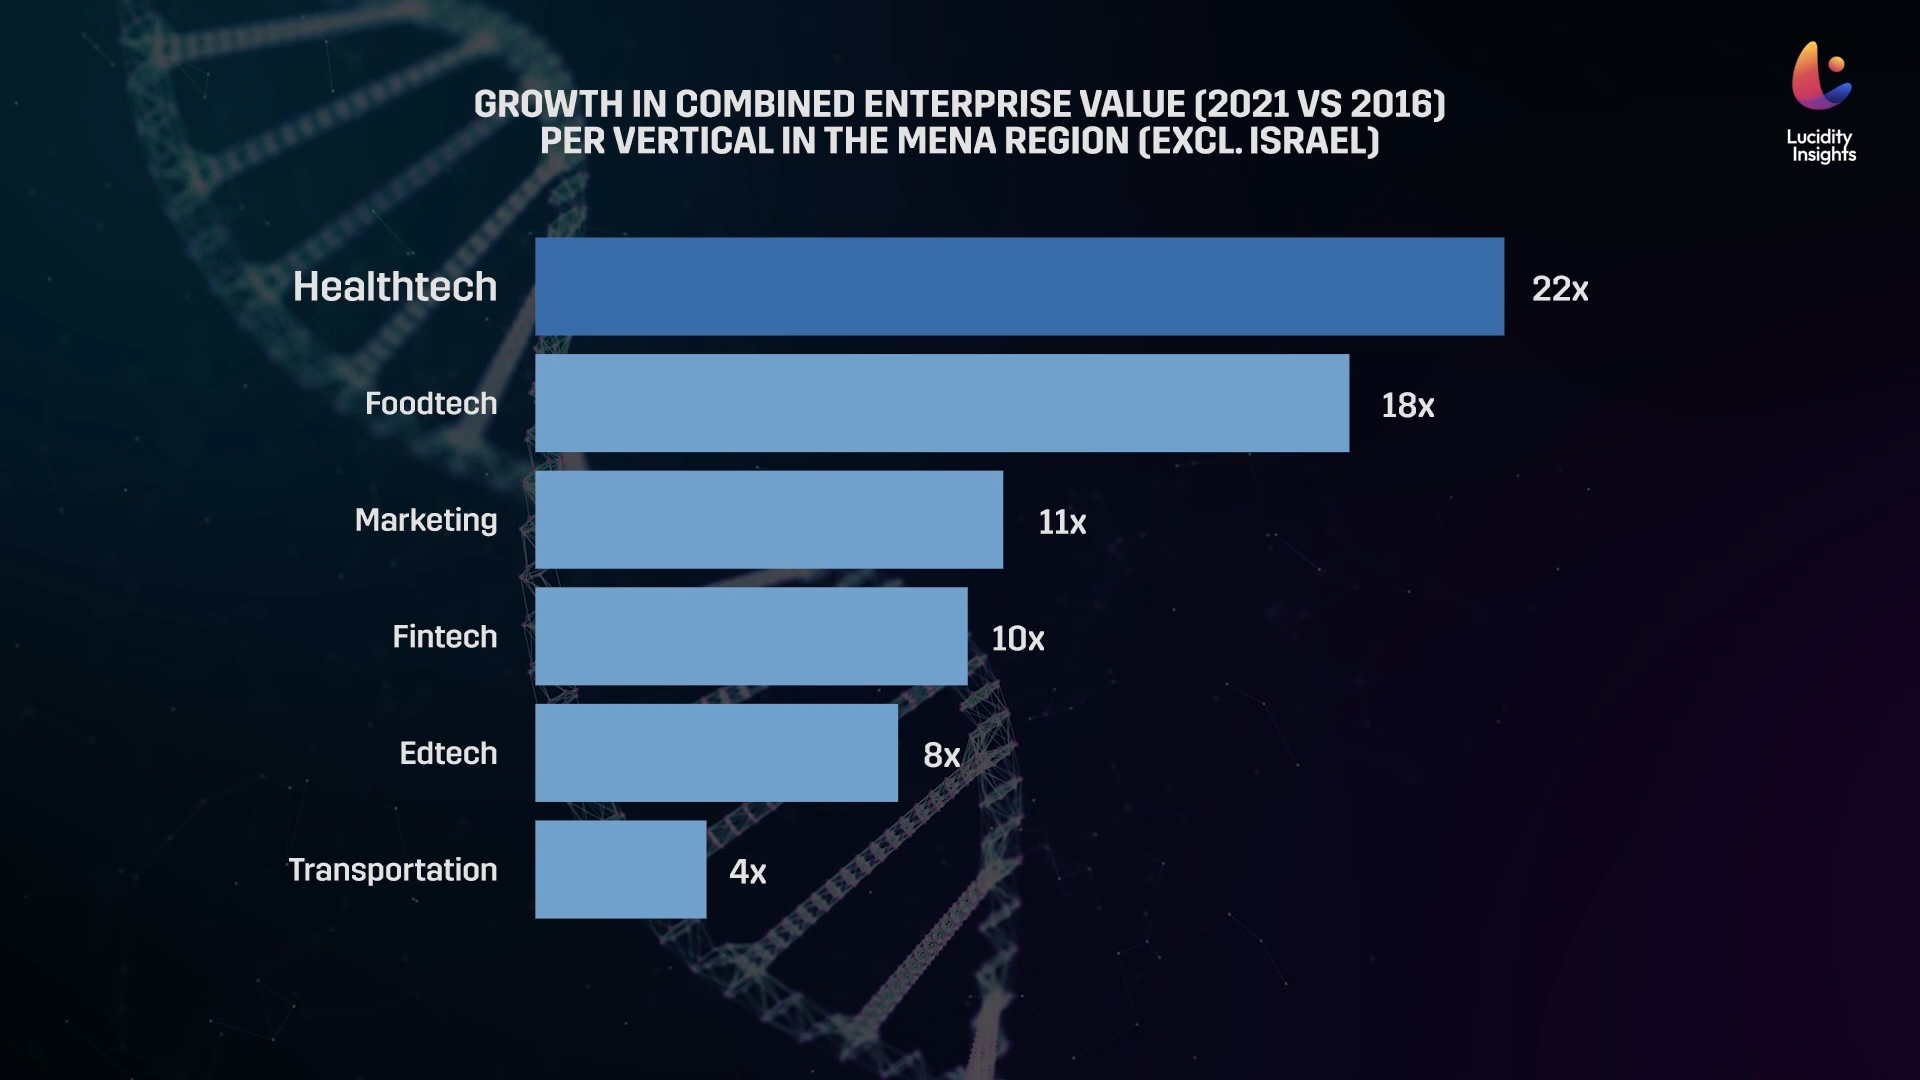 GROWTH IN COMBINED ENTERPRISE VALUE (2021 VS 2016)
PER VERTICAL IN THE MENA REGION (EXCL. ISRAEL)
Lucidity
Insights
Healthtech 22x
Foodtech 18x
Marketing 11x
Fintech 10x
Edtech 8x
Transportation 4x